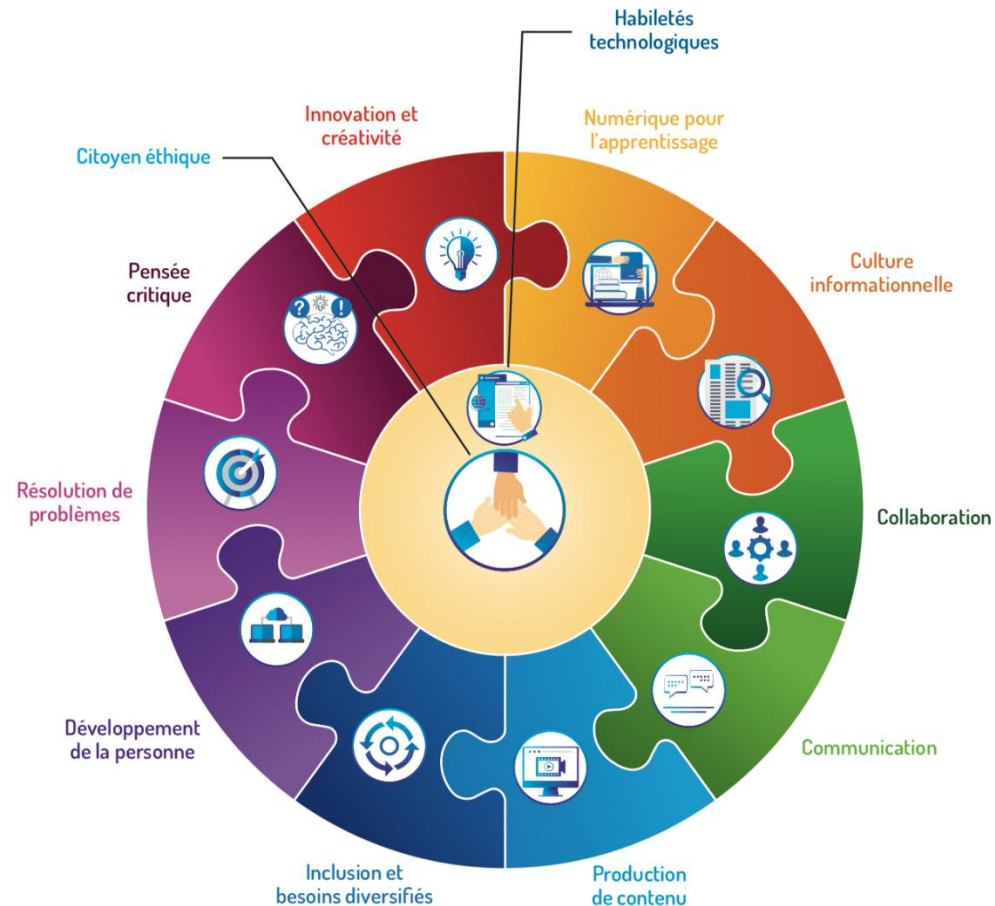 Habiletés
technologiques
Innovation et
créativité
Numérique pour
l'apprentissage
Citoyen éthique
Pensée
critique
Culture
informationnelle
Résolution de
problèmes
Collaboration
Développement
de la personne
Communication
Inclusion et
besoins diversifiés
Production
de contenu
? !